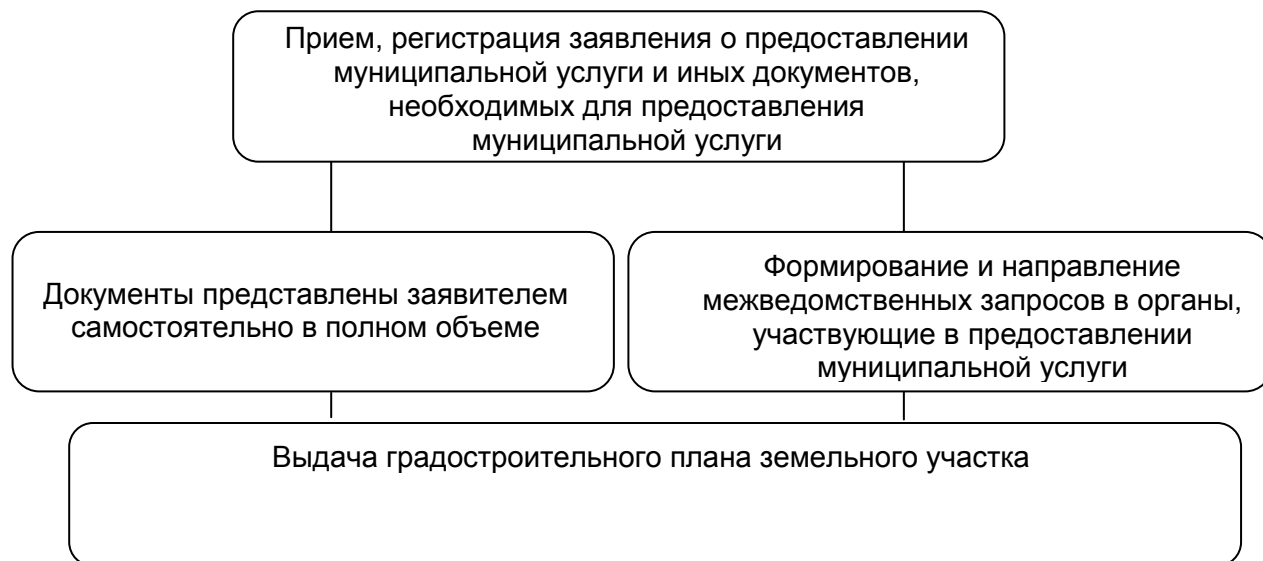 Прием, регистрация заявления о предоставлении
муниципальной услуги и иных документов,
необходимых для предоставления
муниципальной услуги
Документы представлены заявителем
самостоятельно в полном объеме
Формирование и направление
межведомственных запросов в органы,
участвующие в предоставлении
муниципальной услуги
Выдача градостроительного плана земельного участка